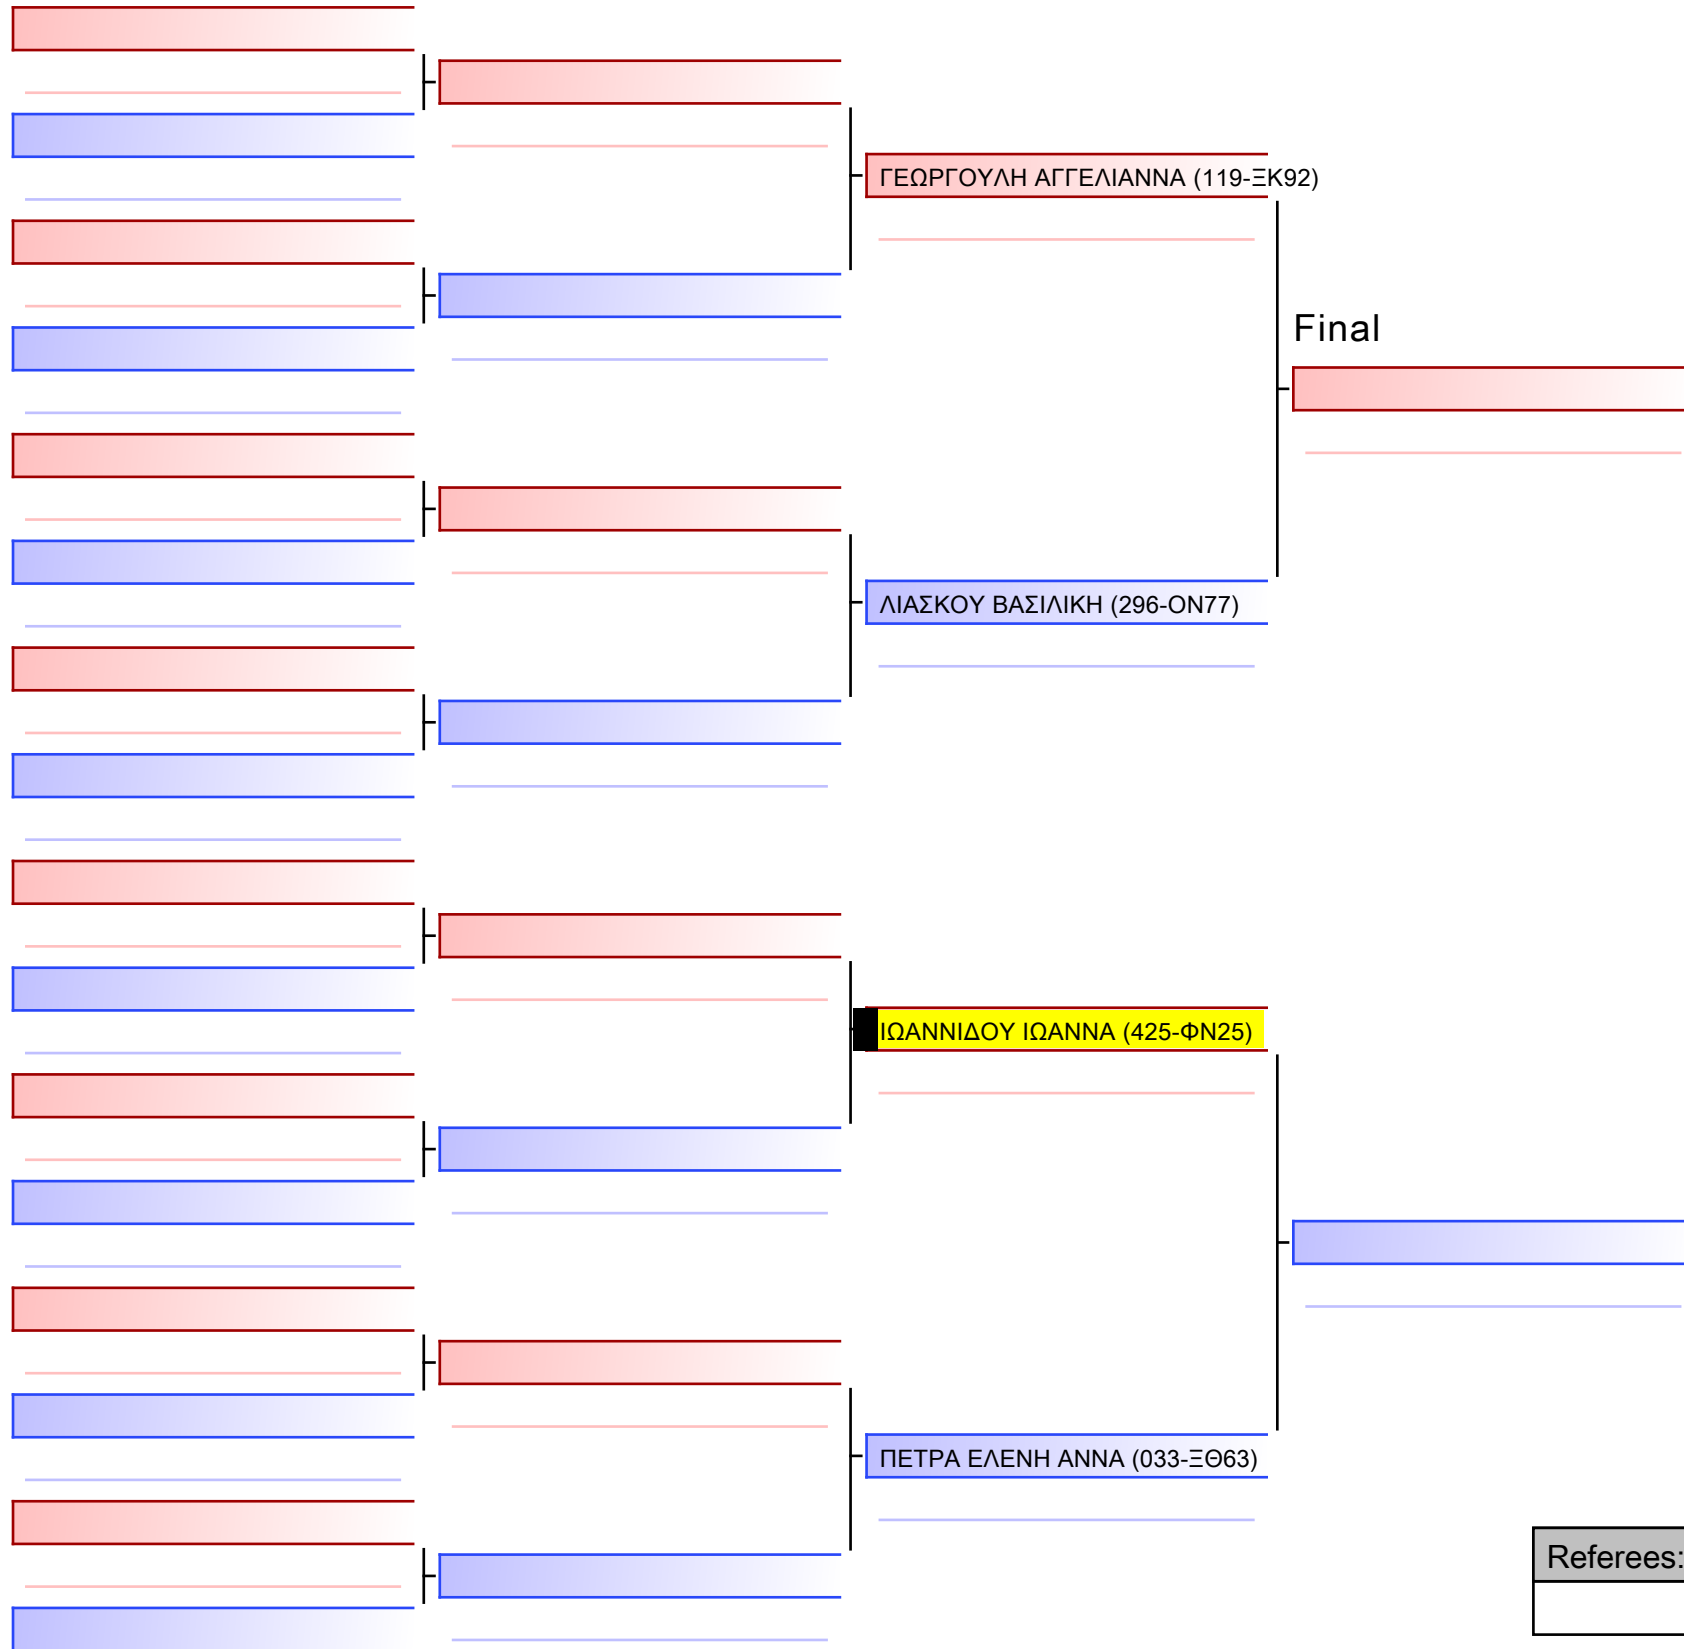 ΓΕΩΡΓΟΥΛΗ ΑΓΓΕΛΙΑΝΝΑ (119-ΞΚ92)
Final
ΛΙΑΣΚΟΥ ΒΑΣΙΛΙΚΗ (296-ΟΝ77)
ΙΩΑΝΝΙΔΟΥ ΙΩΑΝΝΑ (425-ΦΝ25)
ΠΕΤΡΑ ΕΛΕΝΗ ΑΝΝΑ (033-ΞΘ63)
Referees: